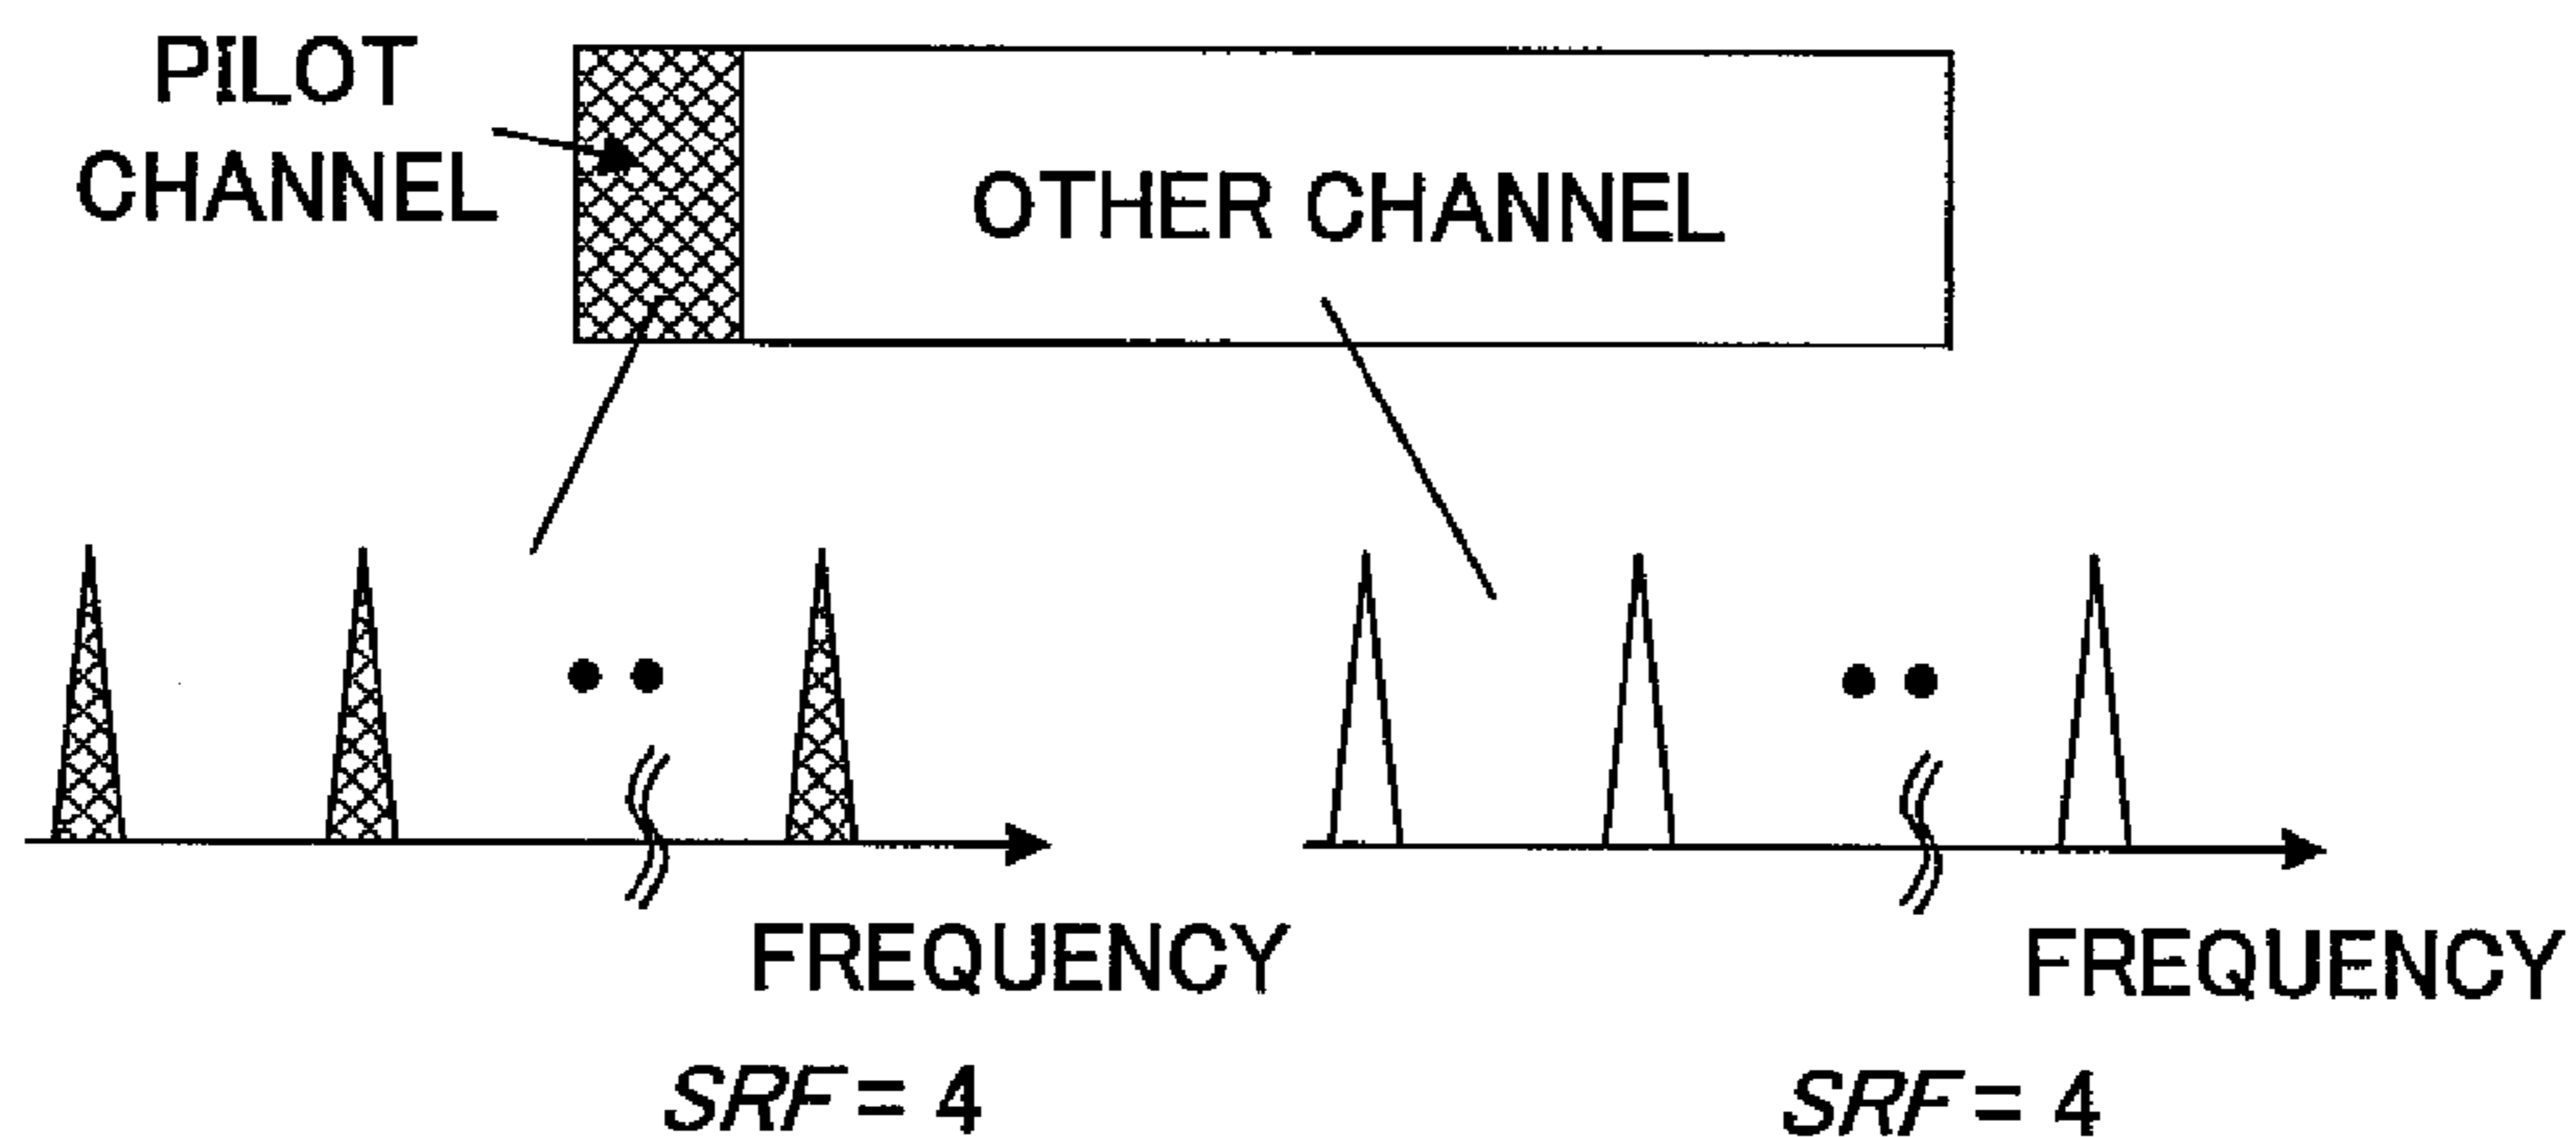 PILOT
CHANNEL
OTHER CHANNEL
FREQUENCY
FREQUENCY
SRF = 4
SRF = 4